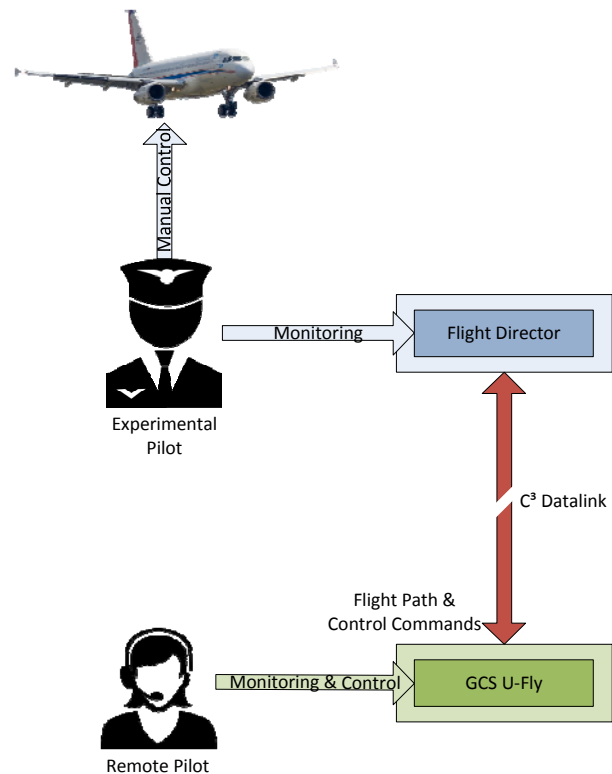 Manual Control
Monitoring
Flight Director
Experimental
Pilot
C³ Datalink
Flight Path &
Control Commands
Monitoring & Control
GCS U-Fly
Remote Pilot